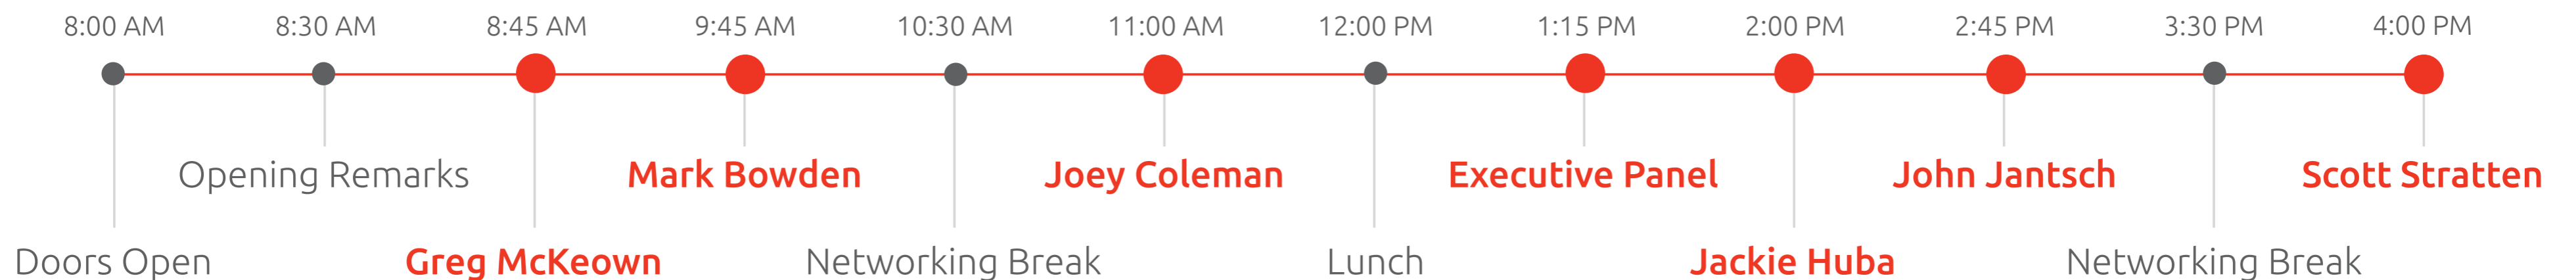 8:00 AM 8:30 AM 8:45 AM 9:45 AM 10:30 AM 11:00 AM 12:00 PM 1:15 PM 2:00 PM 2:45 PM 3:30 PM 4:00 PM
Opening Remarks Mark Bowden Joey Coleman Executive Panel John Jantsch Scott Stratten
Doors Open Greg McKeown Networking Break Lunch Jackie Huba Networking Break